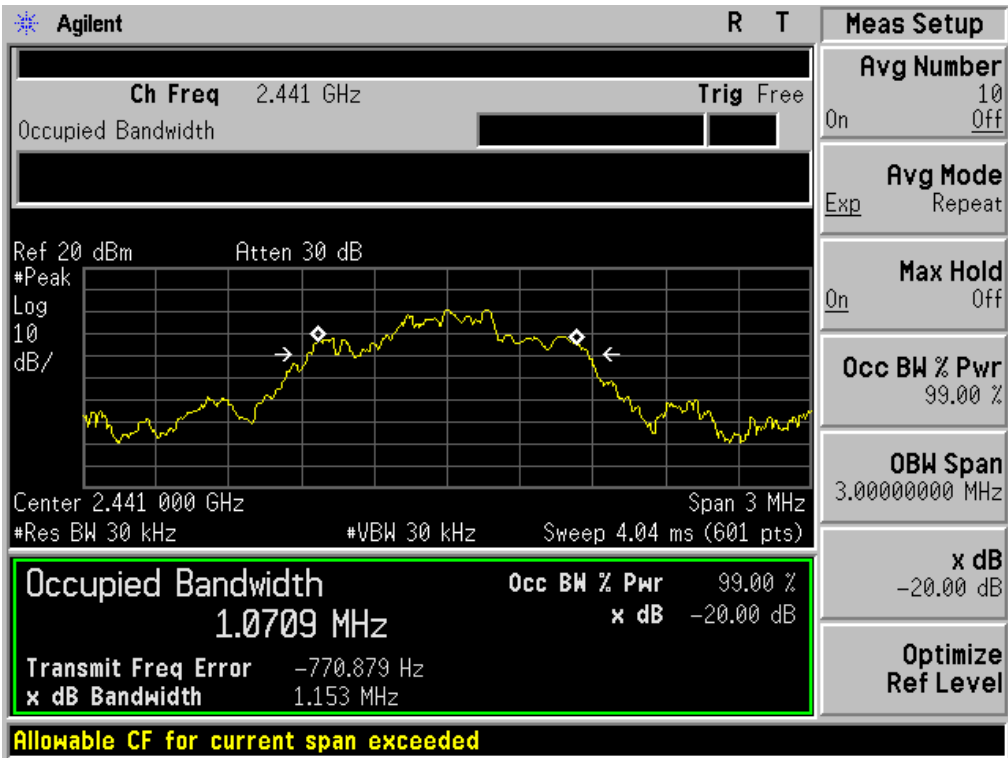 Agilent R T
Ch Freq 2.441 GHz Trig Free
Occupied Bandwidth
Ref 20 dBm Atten 30 dB
#Peak
Log
10
dB/
Center 2.441 000 GHz Span 3 MHz
#Res BW 30 kHz #VBW 30 kHz Sweep 4.04 ms (601 pts)
Occupied Bandwidth Occ BW % Pwr 99.00 %
1.0709 MHz x dB -20.00 dB
Transmit Freq Error -770.879 Hz
x dB Bandwidth 1.153 MHz
Allowable CF for current span exceeded
Meas Setup
Avg Number
10
On Off
Avg Mode
Exp Repeat
Max Hold
On Off
Occ BW % Pwr
99.00 %
OBW Span
3.00000000 MHz
x dB
-20.00 dB
Optimize
Ref Level